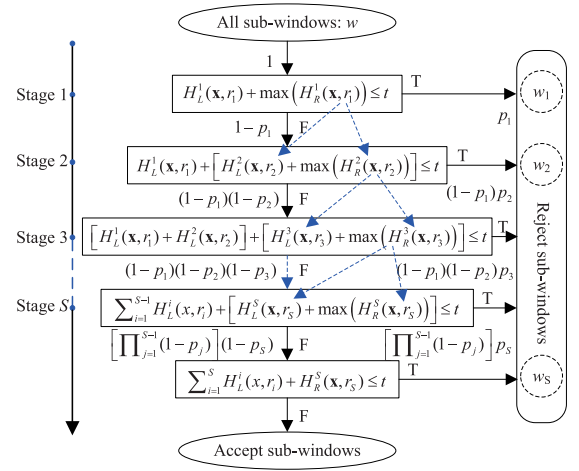 All sub-windows: w
1
Stage 1
H_L^1(x,r_1)+max(H_R^1(x,r_1))≤t
T
w_1
p_1
1-p_1
F
Stage 2
H_L^1(x,r_1)+[H_L^2(x,r_2)+max(H_R^2(x,r_2))]≤t
T
w_2
(1-p_1)(1-p_2)
F
(1-p_1)p_2
Stage 3
[H_L^1(x,r_1)+H_L^2(x,r_2)]+[H_L^3(x,r_3)+max(H_R^3(x,r_3))]≤t
T
Reject sub-windows
(1-p_1)(1-p_2)(1-p_3)
F
(1-p_1)(1-p_2)p_3
Stage S
∑_{i=1}^{S-1} H_L^i(x,r_i)+[H_L^S(x,r_S)+max(H_R^S(x,r_S))]≤t
T
[∏_{j=1}^{S-1}(1-p_j)](1-p_S)
F
[∏_{j=1}^{S-1}(1-p_j)]p_S
∑_{i=1}^{S} H_L^i(x,r_i)+H_R^S(x,r_S)≤t
T
w_S
F
Accept sub-windows